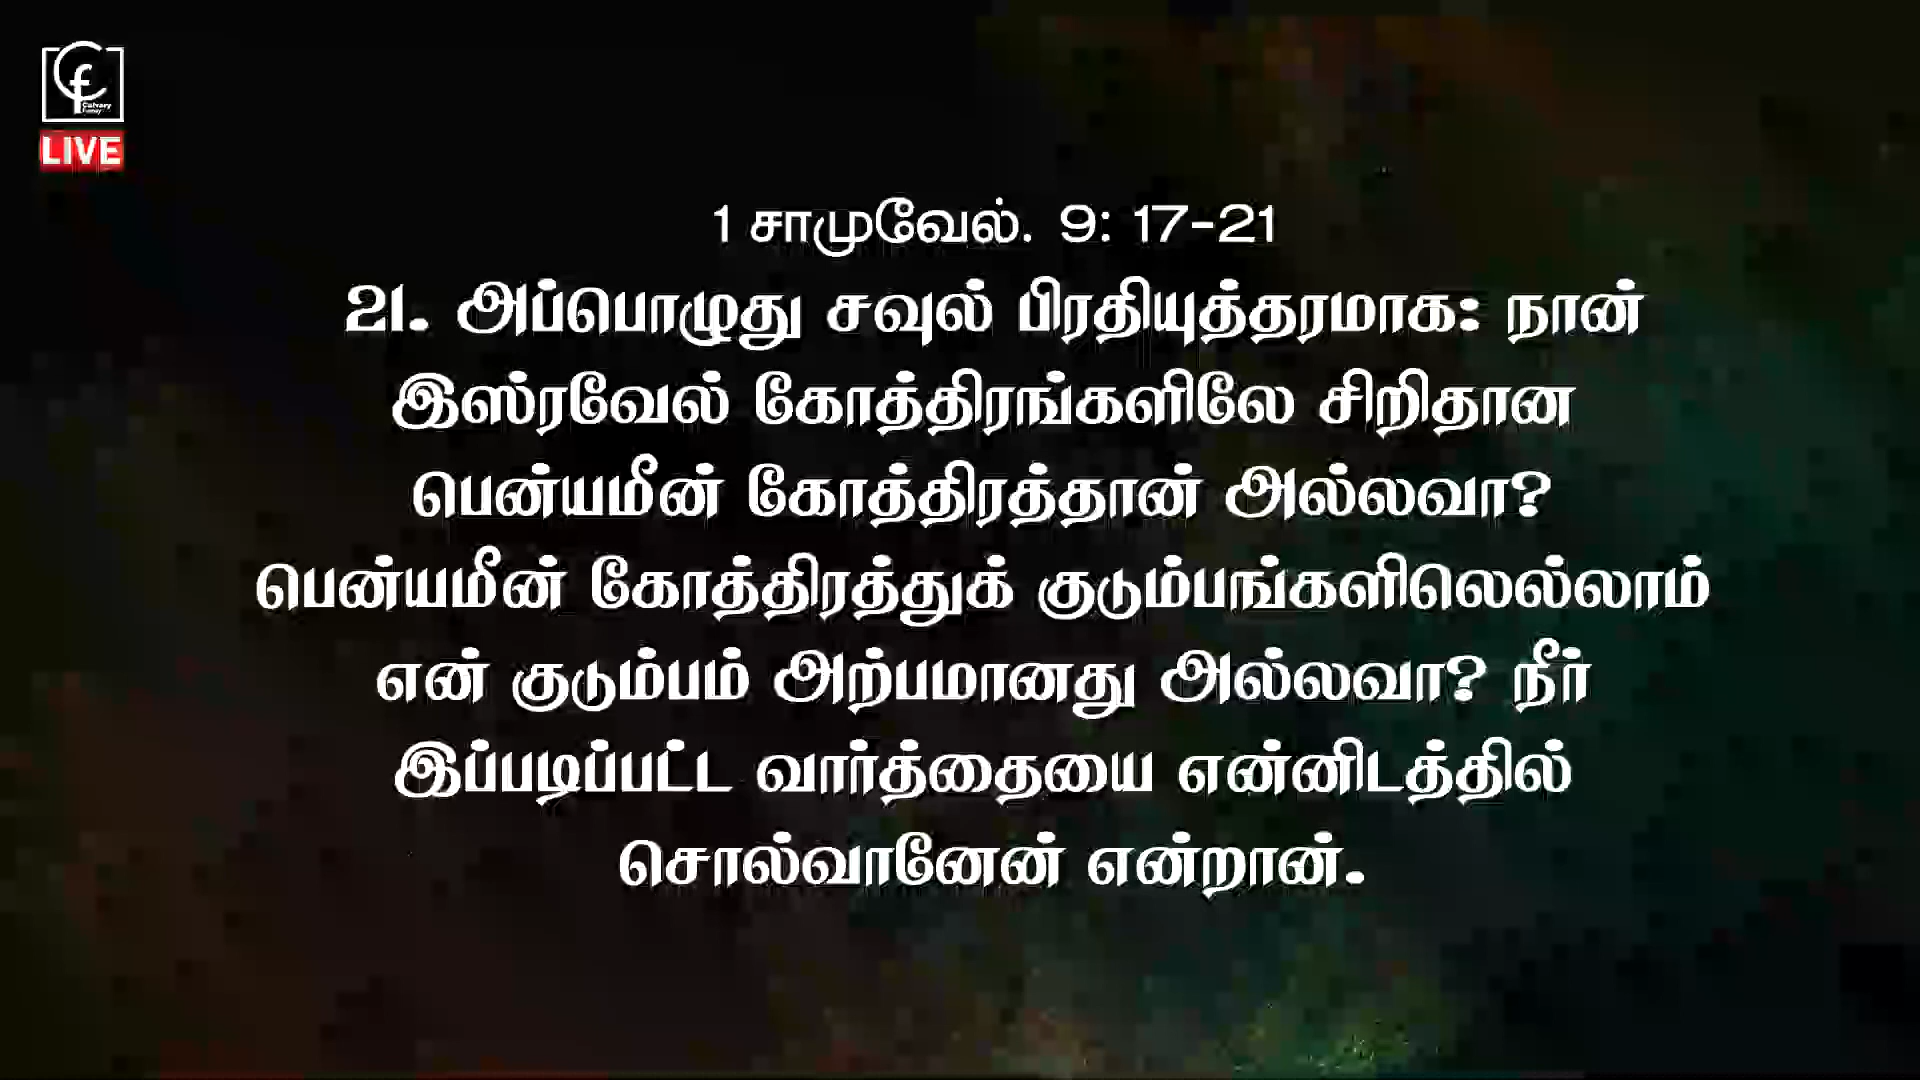 Calvary
LIVE
1 சாமுவேல். 9: 17-21
21. அப்பொழுது சவுல் பிரதியுத்தரமாக: நான்
இஸ்ரவேல் கோத்திரங்களிலே சிறிதான
பென்யமீன் கோத்திரத்தான் அல்லவா?
பென்யமீன் கோத்திரத்துக் குடும்பங்களிலெல்லாம்
என் குடும்பம் அற்பமானது அல்லவா? நீர்
இப்படிப்பட்ட வார்த்தையை என்னிடத்தில்
சொல்வானேன் என்றான்.